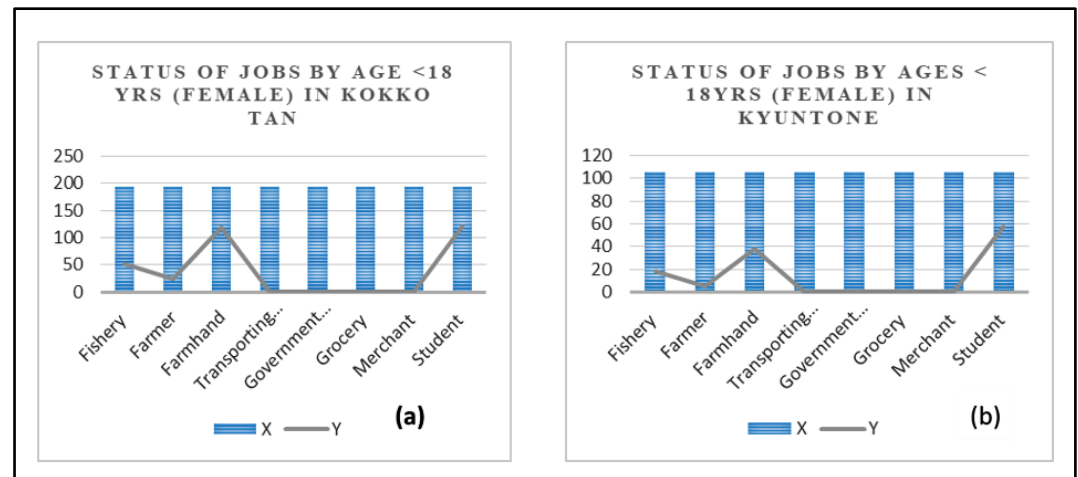 STATUS OF JOBS BY AGE <18
YRS (FEMALE) IN KOKKO
TAN
250
200
150
100
50
0
Fishery
Farmer
Farmhand
Transporting...
Government...
Grocery
Merchant
Student
X
Y
(a)
STATUS OF JOBS BY AGES <
18YRS (FEMALE) IN
KYUNTONE
120
100
80
60
40
20
0
Fishery
Farmer
Farmhand
Transporting...
Government...
Grocery
Merchant
Student
X
Y
(b)